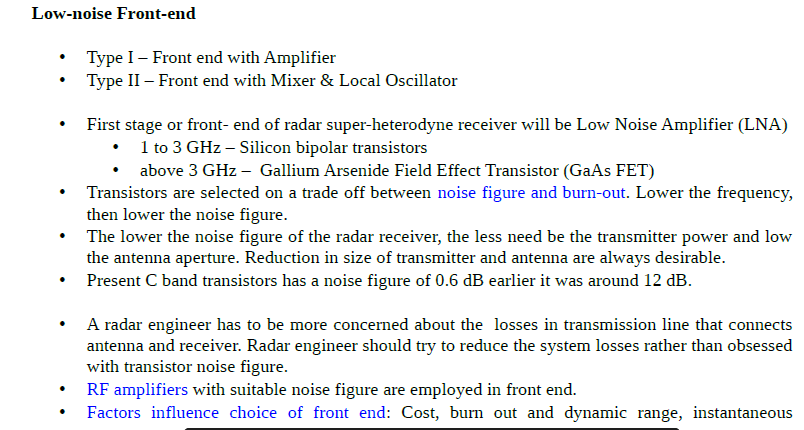 Low-noise Front-end
• Type I – Front end with Amplifier
• Type II – Front end with Mixer & Local Oscillator
• First stage or front- end of radar super-heterodyne receiver will be Low Noise Amplifier (LNA)
• 1 to 3 GHz – Silicon bipolar transistors
• above 3 GHz – Gallium Arsenide Field Effect Transistor (GaAs FET)
• Transistors are selected on a trade off between noise figure and burn-out. Lower the frequency,
then lower the noise figure.
• The lower the noise figure of the radar receiver, the less need be the transmitter power and low
the antenna aperture. Reduction in size of transmitter and antenna are always desirable.
• Present C band transistors has a noise figure of 0.6 dB earlier it was around 12 dB.
• A radar engineer has to be more concerned about the losses in transmission line that connects
antenna and receiver. Radar engineer should try to reduce the system losses rather than obsessed
with transistor noise figure.
• RF amplifiers with suitable noise figure are employed in front end.
• Factors influence choice of front end: Cost, burn out and dynamic range, instantaneous